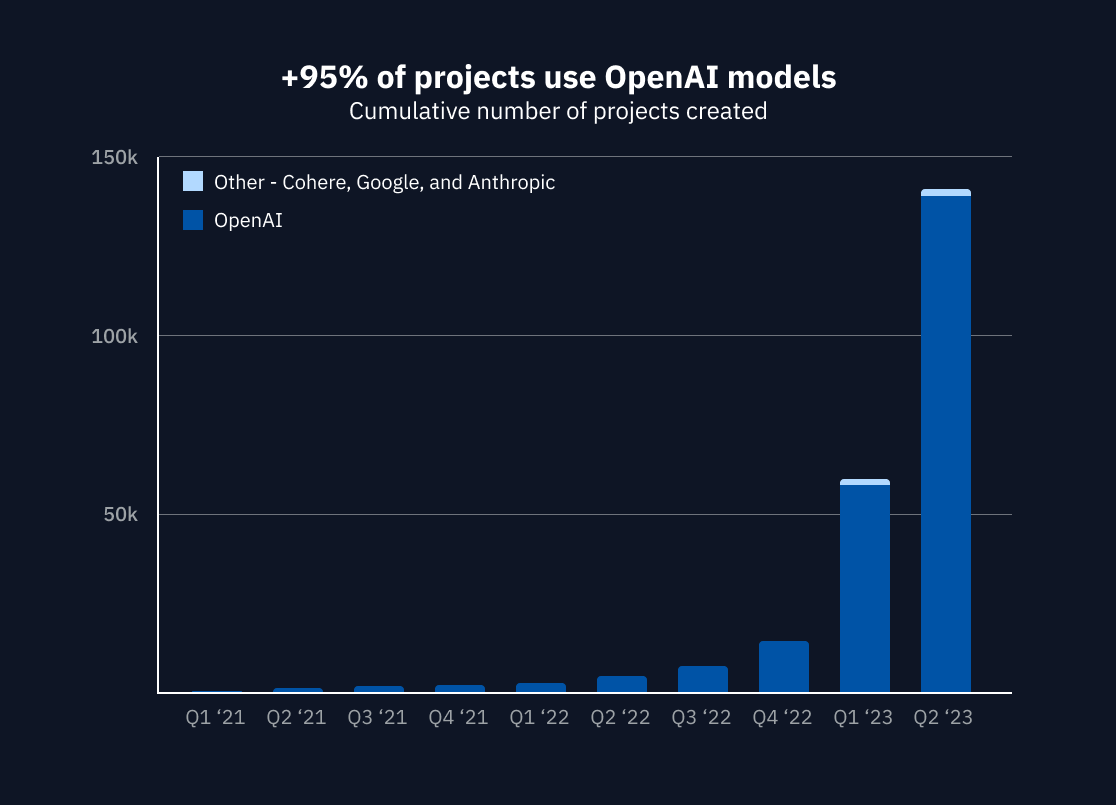 +95% of projects use OpenAI models
Cumulative number of projects created
150k
Other - Cohere, Google, and Anthropic
OpenAI
100k
50k
Q1 ‘21 Q2 ‘21 Q3 ‘21 Q4 ‘21 Q1 ‘22 Q2 ‘22 Q3 ‘22 Q4 ‘22 Q1 ‘23 Q2 ‘23